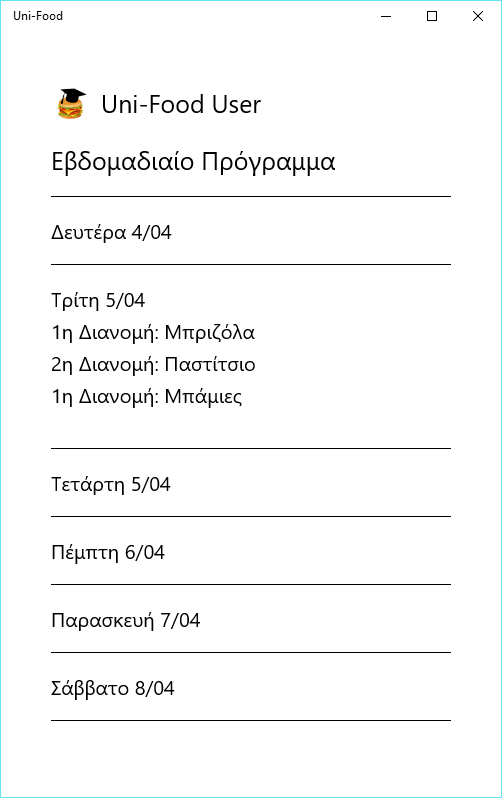 Uni-Food
Uni-Food User
Εβδομαδιαίο Πρόγραμμα
Δευτέρα 4/04
Τρίτη 5/04
1η Διανομή: Μπριζόλα
2η Διανομή: Παστίτσιο
1η Διανομή: Μπάμιες
Τετάρτη 5/04
Πέμπτη 6/04
Παρασκευή 7/04
Σάββατο 8/04